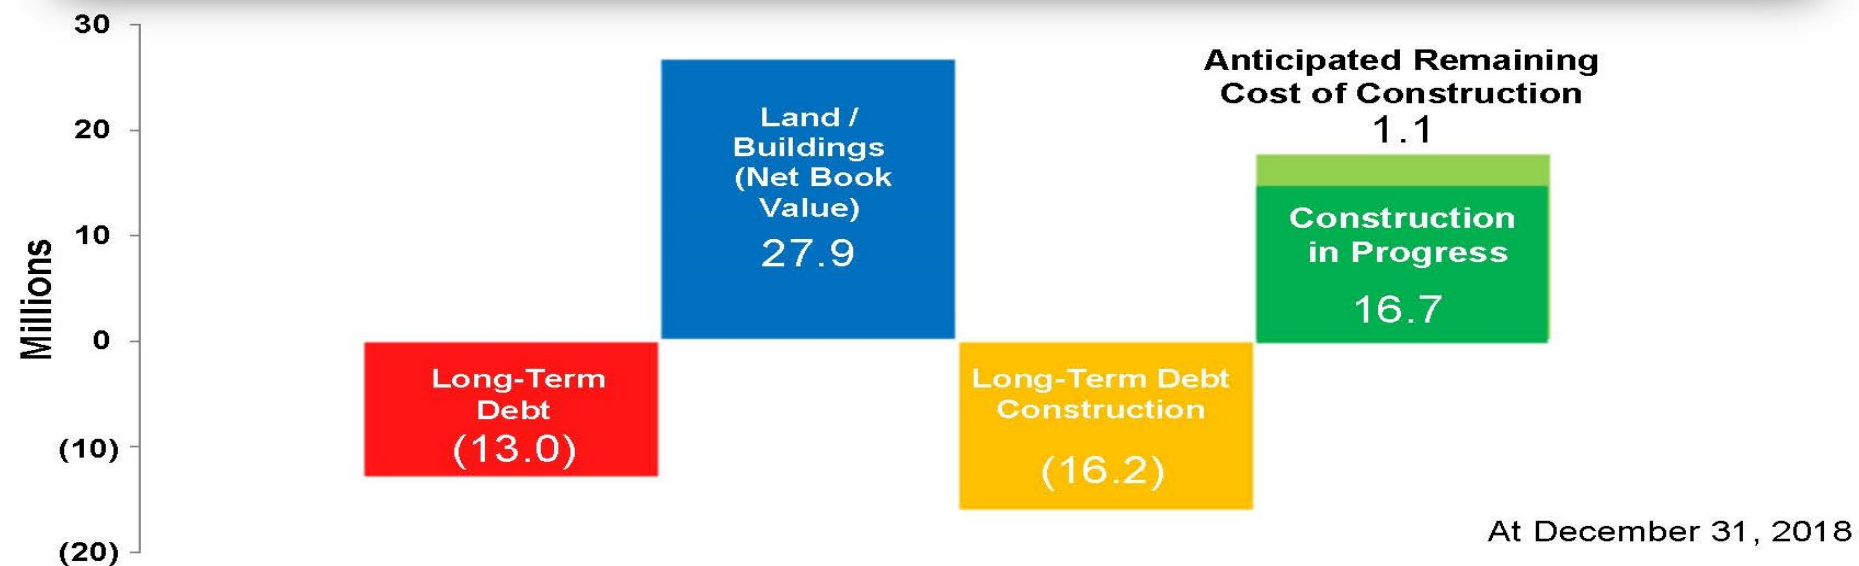 30
20
10
0
(10)
(20)
Millions
Long-Term
Debt
(13.0)
Land /
Buildings
(Net Book
Value)
27.9
Long-Term Debt
Construction
(16.2)
Anticipated Remaining
Cost of Construction
1.1
Construction
in Progress
16.7
At December 31, 2018